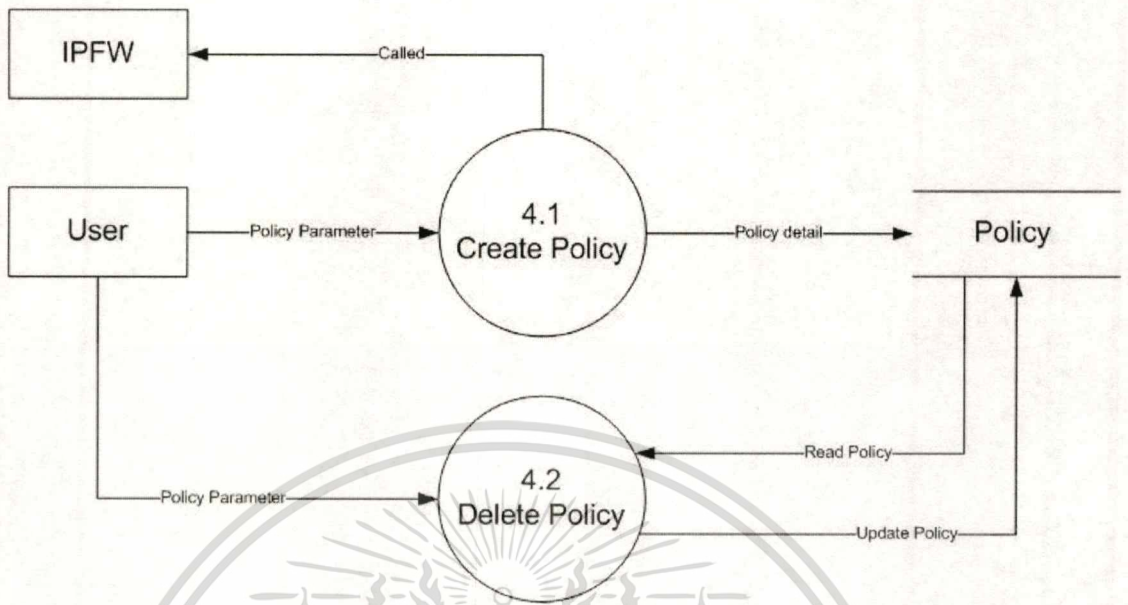 IPFW
Called
User
Policy Parameter
4.1
Create Policy
Policy detail
Policy
Read Policy
4.2
Delete Policy
Policy Parameter
Update Policy